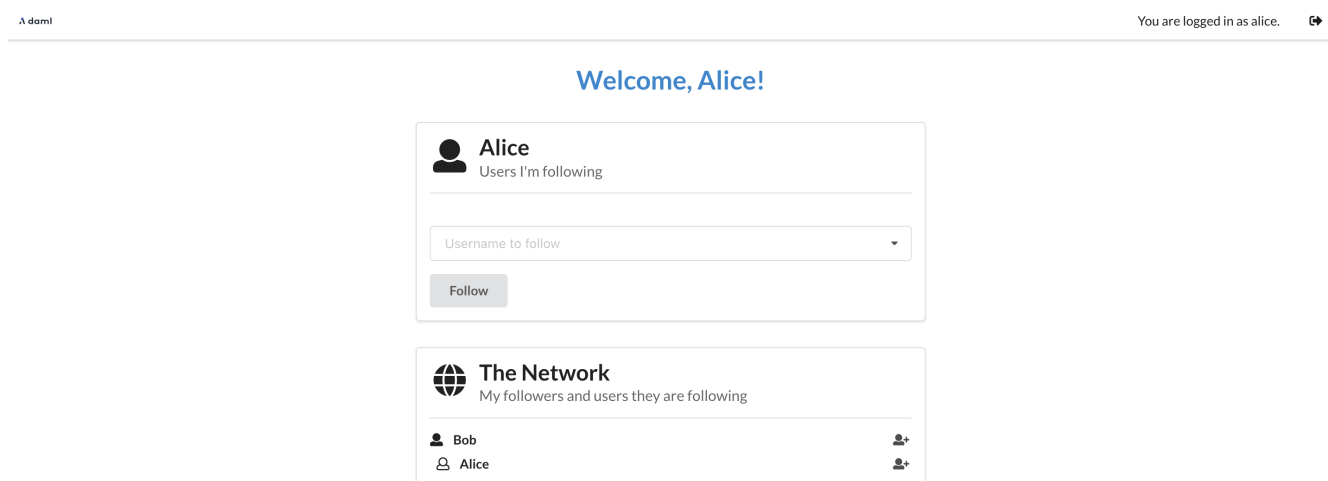 daml
You are logged in as alice.
Welcome, Alice!
Alice
Users I'm following
Username to follow
Follow
The Network
My followers and users they are following
Bob
Alice